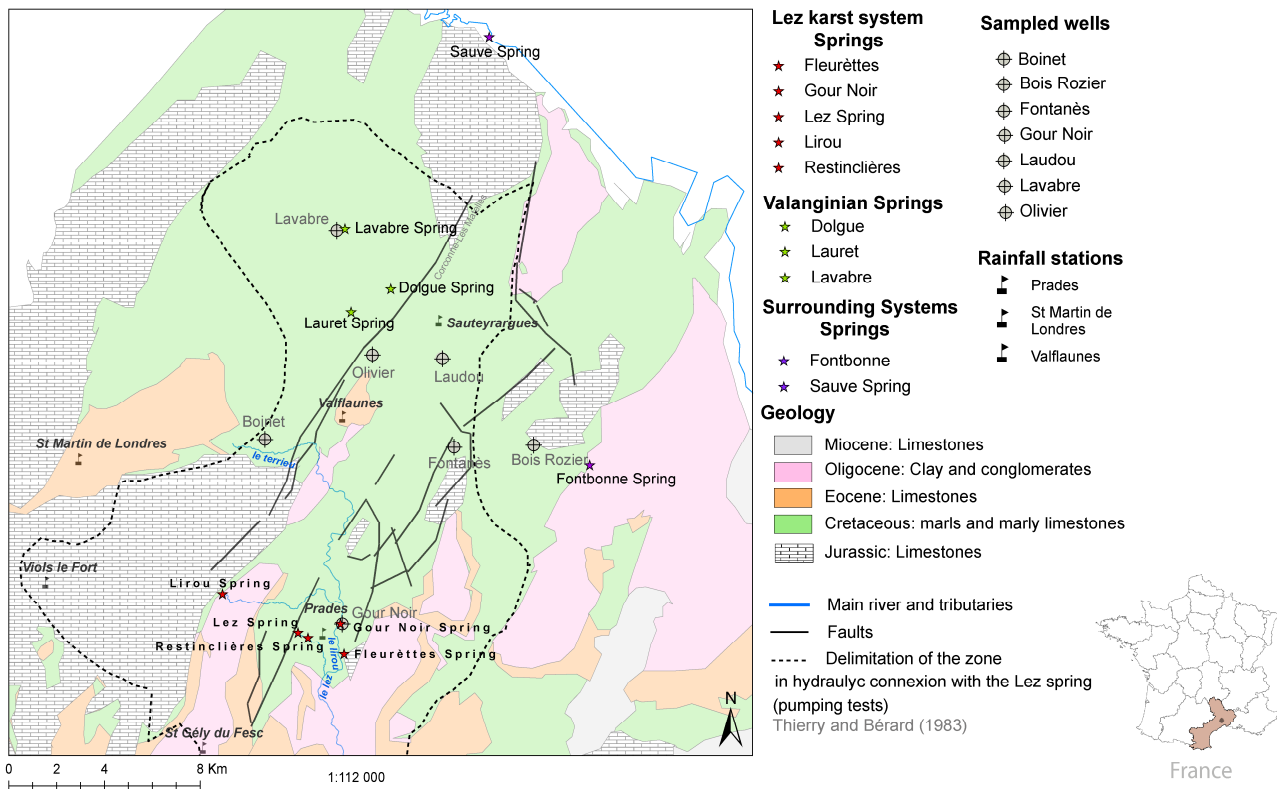 Sauve Spring
Lavabre
Lavabre Spring
Corconne-Les Matelles
Dolgue Spring
Lauret Spring
Sauteyrargues
Olivier
Laudou
Valflaunes
Boinet
St Martin de Londres
le terrieu
Fontanès
Bois Rozier
Fontbonne Spring
Viols le Fort
Lirou Spring
Prades
Gour Noir
Lez Spring
Gour Noir Spring
Restinclières Spring
Fleurèttes Spring
le lirou
le lez
St Gély du Fesc
N
0 2 4 8 Km
1:112 000
Lez karst system
Springs
Fleurèttes
Gour Noir
Lez Spring
Lirou
Restinclières
Valanginian Springs
Dolgue
Lauret
Lavabre
Surrounding Systems
Springs
Fontbonne
Sauve Spring
Geology
Miocene: Limestones
Oligocene: Clay and conglomerates
Eocene: Limestones
Cretaceous: marls and marly limestones
Jurassic: Limestones
Main river and tributaries
Faults
Delimitation of the zone
in hydraulyc connexion with the Lez spring
(pumping tests)
Thierry and Bérard (1983)
Sampled wells
Boinet
Bois Rozier
Fontanès
Gour Noir
Laudou
Lavabre
Olivier
Rainfall stations
Prades
St Martin de
Londres
Valflaunes
France